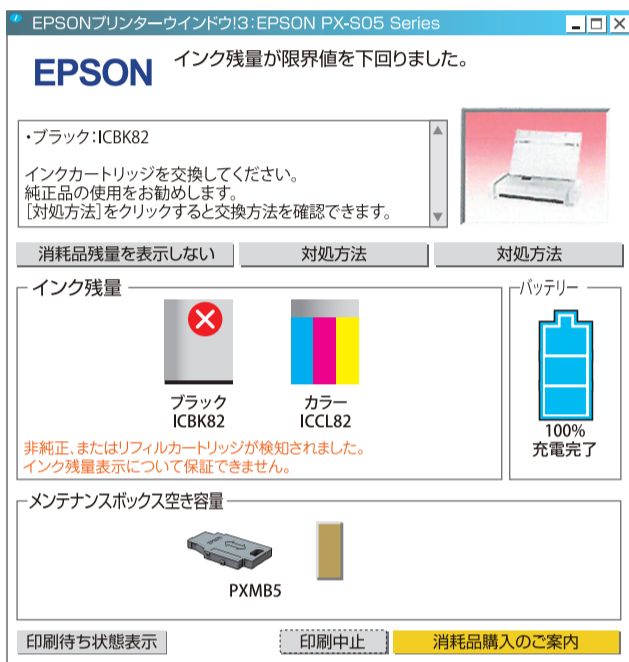 EPSONプリンターウインドウ!3:EPSON PX-S05 Series
EPSON
インク残量が限界値を下回りました。
・ブラック:ICBK82
インクカートリッジを交換してください。
純正品の使用をお勧めします。
[対処方法]をクリックすると交換方法を確認できます。
消耗品残量を表示しない
対処方法
対処方法
インク残量
ブラック
ICBK82
カラー
ICCL82
非純正、またはリフィルカートリッジが検知されました。
インク残量表示について保証できません。
バッテリー
100%
充電完了
メンテナンスボックス空き容量
PXMB5
印刷待ち状態表示
印刷中止
消耗品購入のご案内